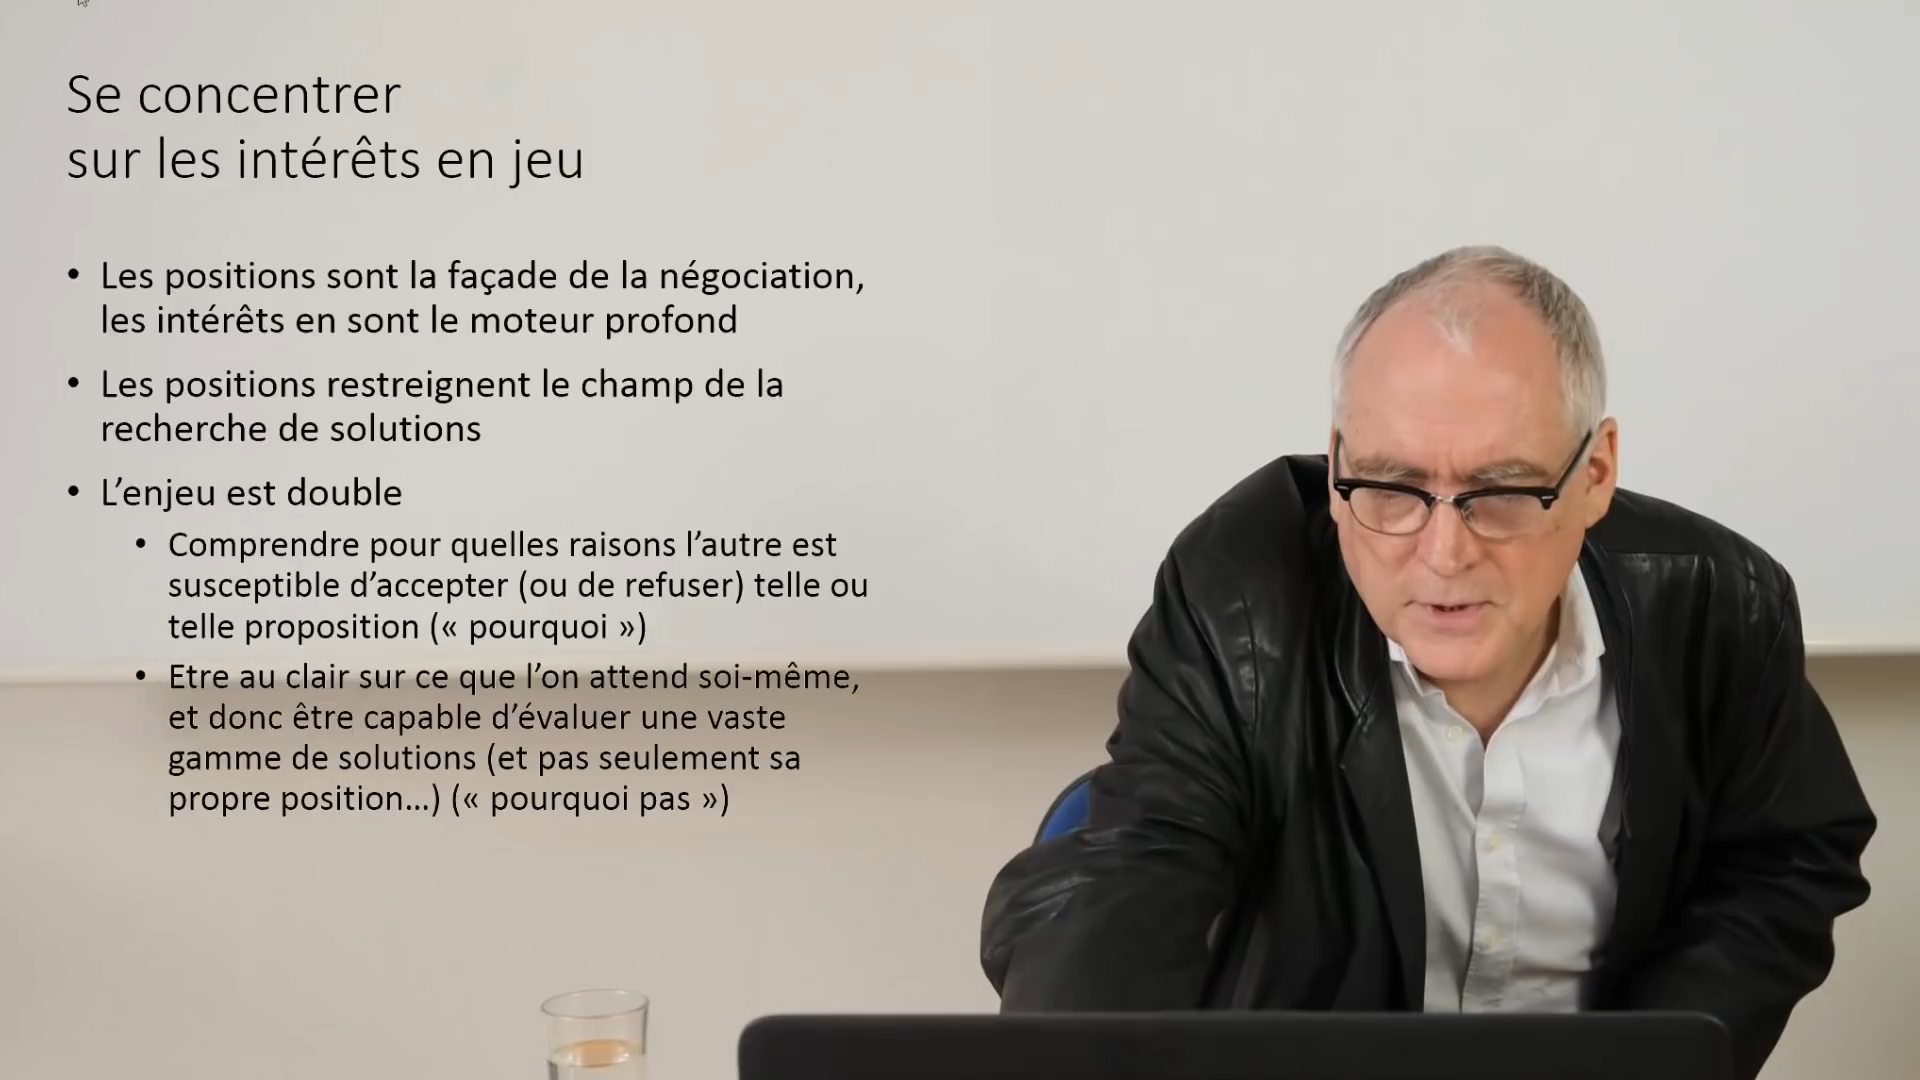 Se concentrer
sur les intérêts en jeu
• Les positions sont la façade de la négociation,
les intérêts en sont le moteur profond
• Les positions restreignent le champ de la
recherche de solutions
• L’enjeu est double
• Comprendre pour quelles raisons l’autre est
susceptible d’accepter (ou de refuser) telle ou
telle proposition (« pourquoi »)
• Etre au clair sur ce que l’on attend soi-même,
et donc être capable d’évaluer une vaste
gamme de solutions (et pas seulement sa
propre position…) (« pourquoi pas »)